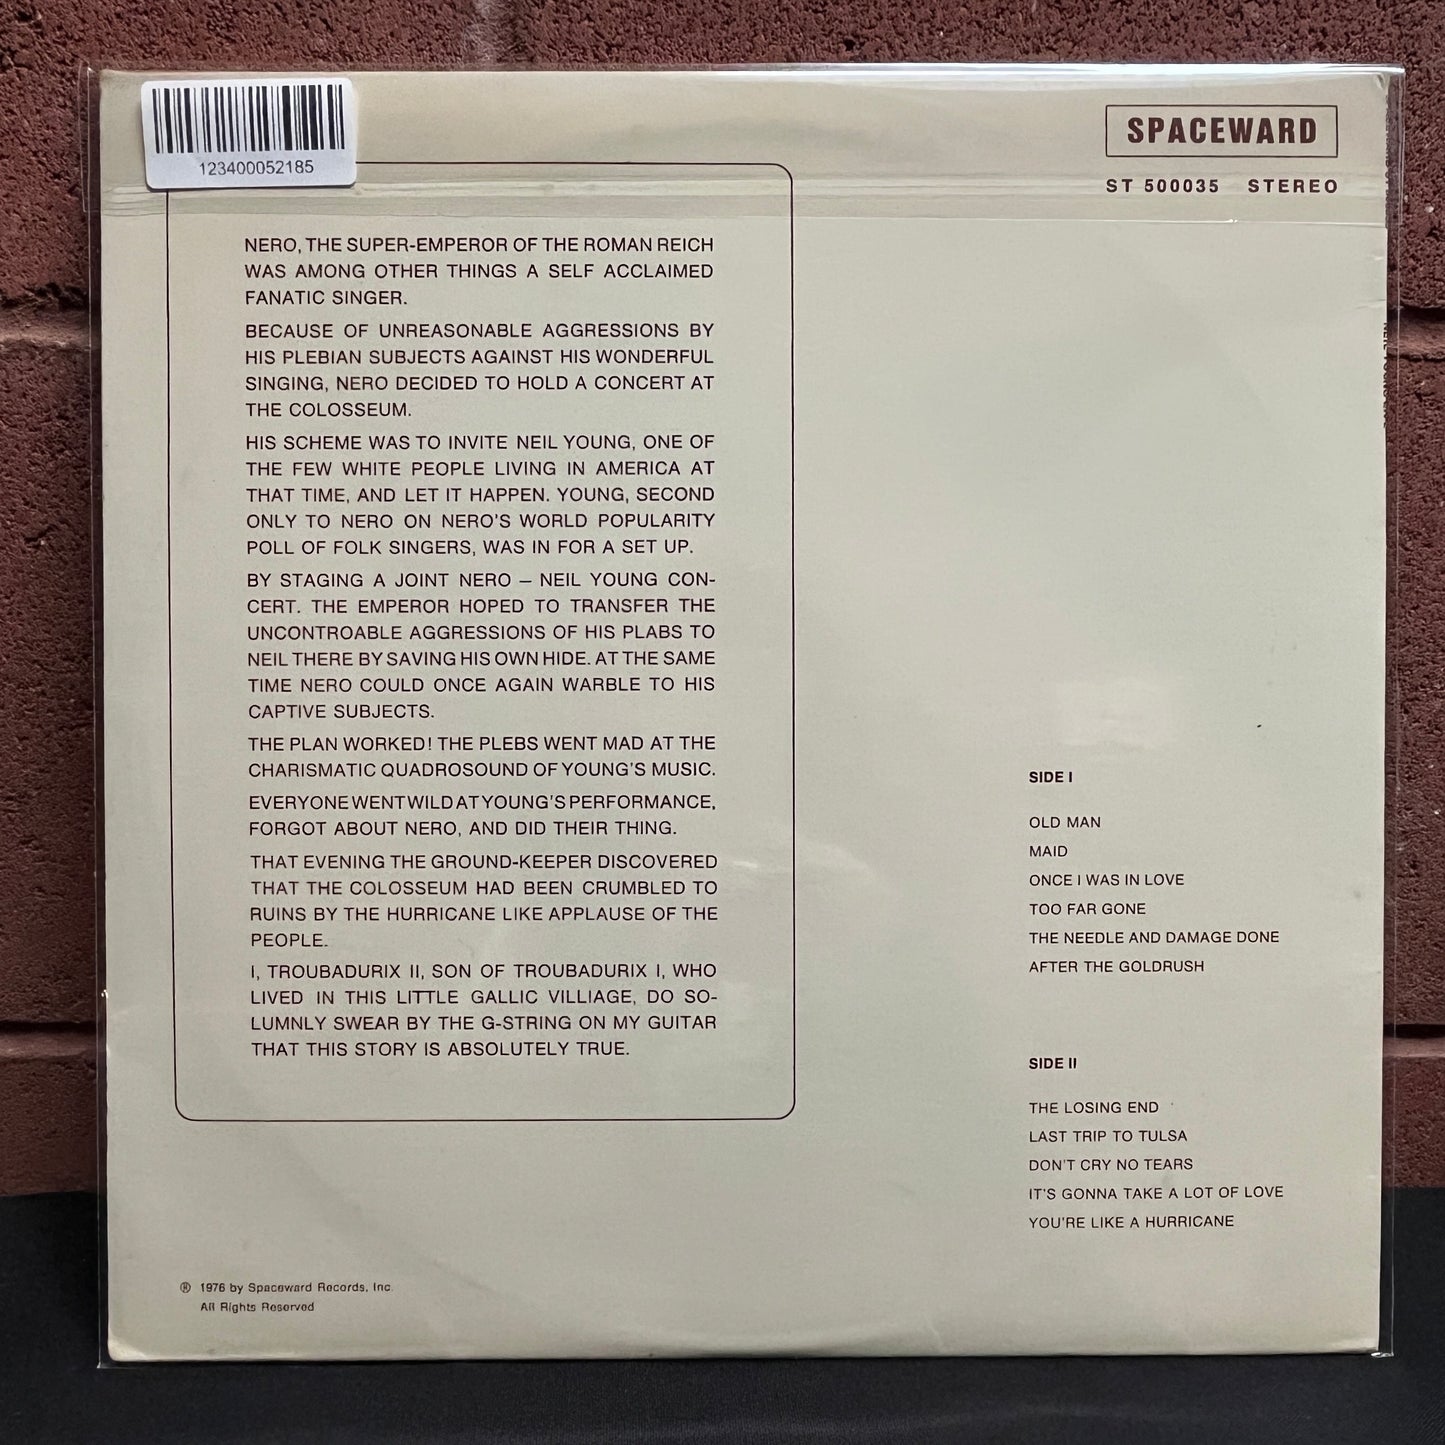 123400052185
SPACEWARD
ST 500035 STEREO
NERO, THE SUPER-EMPEROR OF THE ROMAN REICH
WAS AMONG OTHER THINGS A SELF ACCLAIMED
FANATIC SINGER.
BECAUSE OF UNREASONABLE AGGRESSIONS BY
HIS PLEBIAN SUBJECTS AGAINST HIS WONDERFUL
SINGING, NERO DECIDED TO HOLD A CONCERT AT
THE COLOSSEUM.
HIS SCHEME WAS TO INVITE NEIL YOUNG, ONE OF
THE FEW WHITE PEOPLE LIVING IN AMERICA AT
THAT TIME, AND LET IT HAPPEN. YOUNG, SECOND
ONLY TO NERO ON NERO'S WORLD POPULARITY
POLL OF FOLK SINGERS, WAS IN FOR A SET UP.
BY STAGING A JOINT NERO – NEIL YOUNG CON-
CERT. THE EMPEROR HOPED TO TRANSFER THE
UNCONTROABLE AGGRESSIONS OF HIS PLABS TO
NEIL THERE BY SAVING HIS OWN HIDE. AT THE SAME
TIME NERO COULD ONCE AGAIN WARBLE TO HIS
CAPTIVE SUBJECTS.
THE PLAN WORKED! THE PLEBS WENT MAD AT THE
CHARISMATIC QUADROSOUND OF YOUNG'S MUSIC.
EVERYONE WENT WILD AT YOUNG'S PERFORMANCE,
FORGOT ABOUT NERO, AND DID THEIR THING.
THAT EVENING THE GROUND-KEEPER DISCOVERED
THAT THE COLOSSEUM HAD BEEN CRUMBLED TO
RUINS BY THE HURRICANE LIKE APPLAUSE OF THE
PEOPLE.
I, TROUBADURIX II, SON OF TROUBADURIX I, WHO
LIVED IN THIS LITTLE GALLIC VILLIAGE, DO SO-
LUMNLY SWEAR BY THE G-STRING ON MY GUITAR
THAT THIS STORY IS ABSOLUTELY TRUE.
SIDE I
OLD MAN
MAID
ONCE I WAS IN LOVE
TOO FAR GONE
THE NEEDLE AND DAMAGE DONE
AFTER THE GOLDRUSH
SIDE II
THE LOSING END
LAST TRIP TO TULSA
DON'T CRY NO TEARS
IT'S GONNA TAKE A LOT OF LOVE
YOU'RE LIKE A HURRICANE
® 1976 by Spaceward Records, Inc.
All Rights Reserved